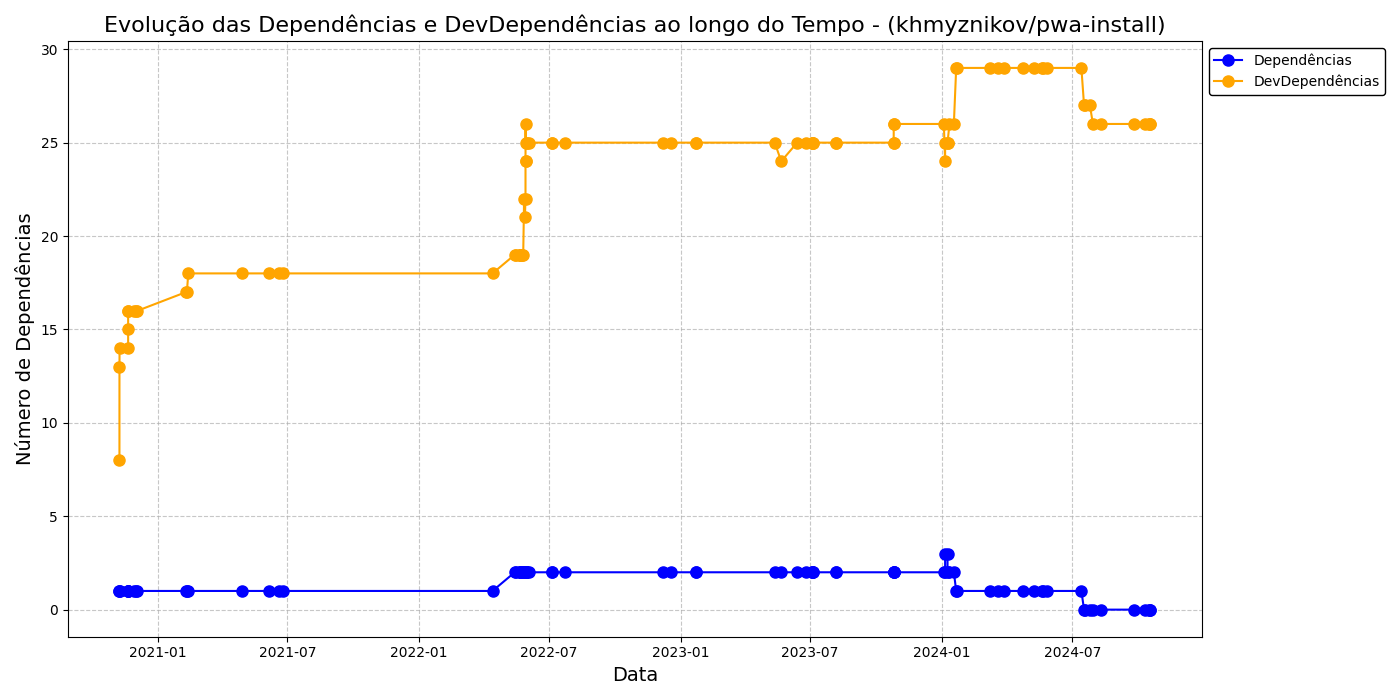 Evolução das Dependências e DevDependências ao longo do Tempo - (khmyznikov/pwa-install)
Dependências
DevDependências
Número de Dependências
30
25
20
15
10
5
0
2021-01 2021-07 2022-01 2022-07 2023-01 2023-07 2024-01 2024-07
Data